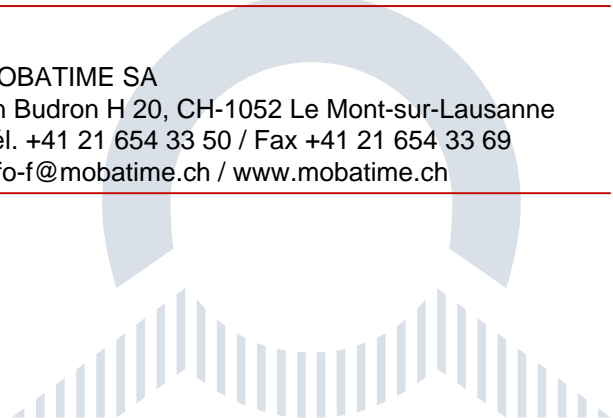 OBATIME SA
n Budron H 20, CH-1052 Le Mont-sur-Lausanne
él. +41 21 654 33 50 / Fax +41 21 654 33 69
fo-f@mobatime.ch / www.mobatime.ch